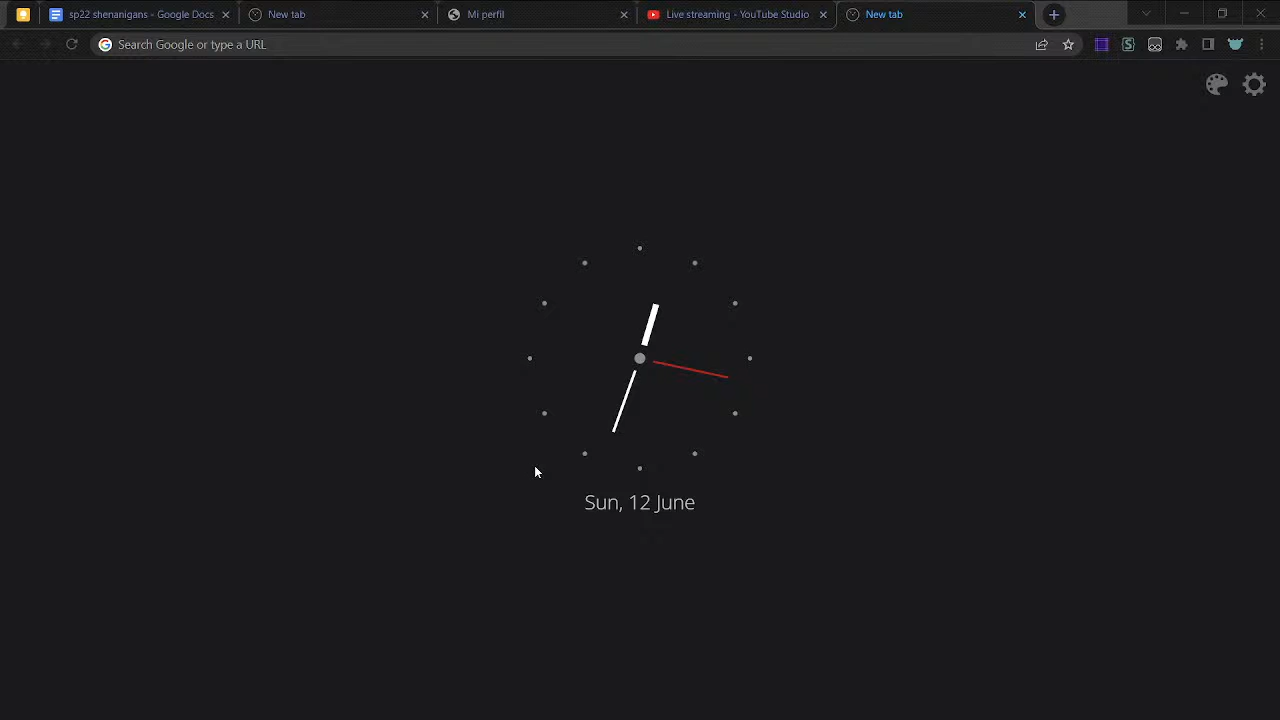 sp22 shenanigans - Google Docs
New tab
Mi perfil
Live streaming - YouTube Studio
New tab
Search Google or type a URL
Sun, 12 June